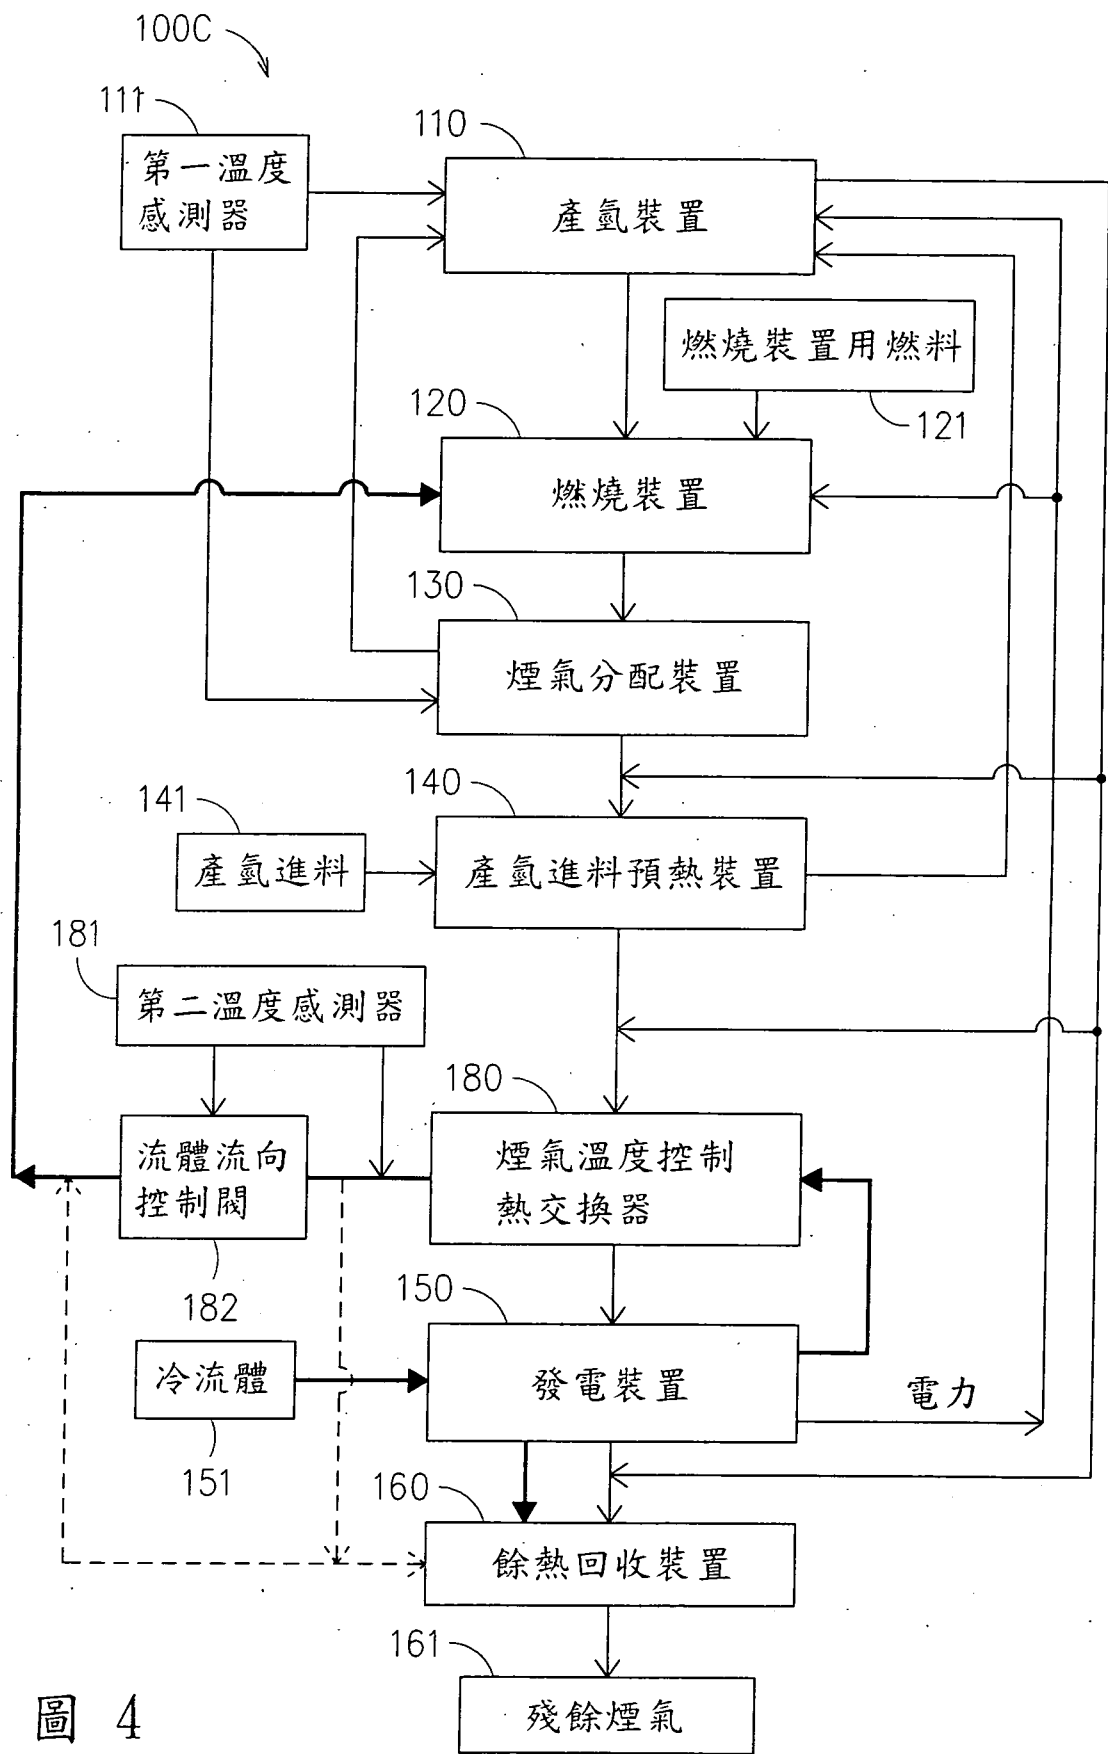 100C
111
第一溫度
感測器
110
產氫裝置
燃燒裝置用燃料
121
120
燃燒裝置
130
煙氣分配裝置
141
產氫進料
140
產氫進料預熱裝置
181
第二溫度感測器
180
煙氣溫度控制
熱交換器
流體流向
控制閥
182
150
發電裝置
電力
冷流體
151
160
餘熱回收裝置
161
殘餘煙氣
圖 4